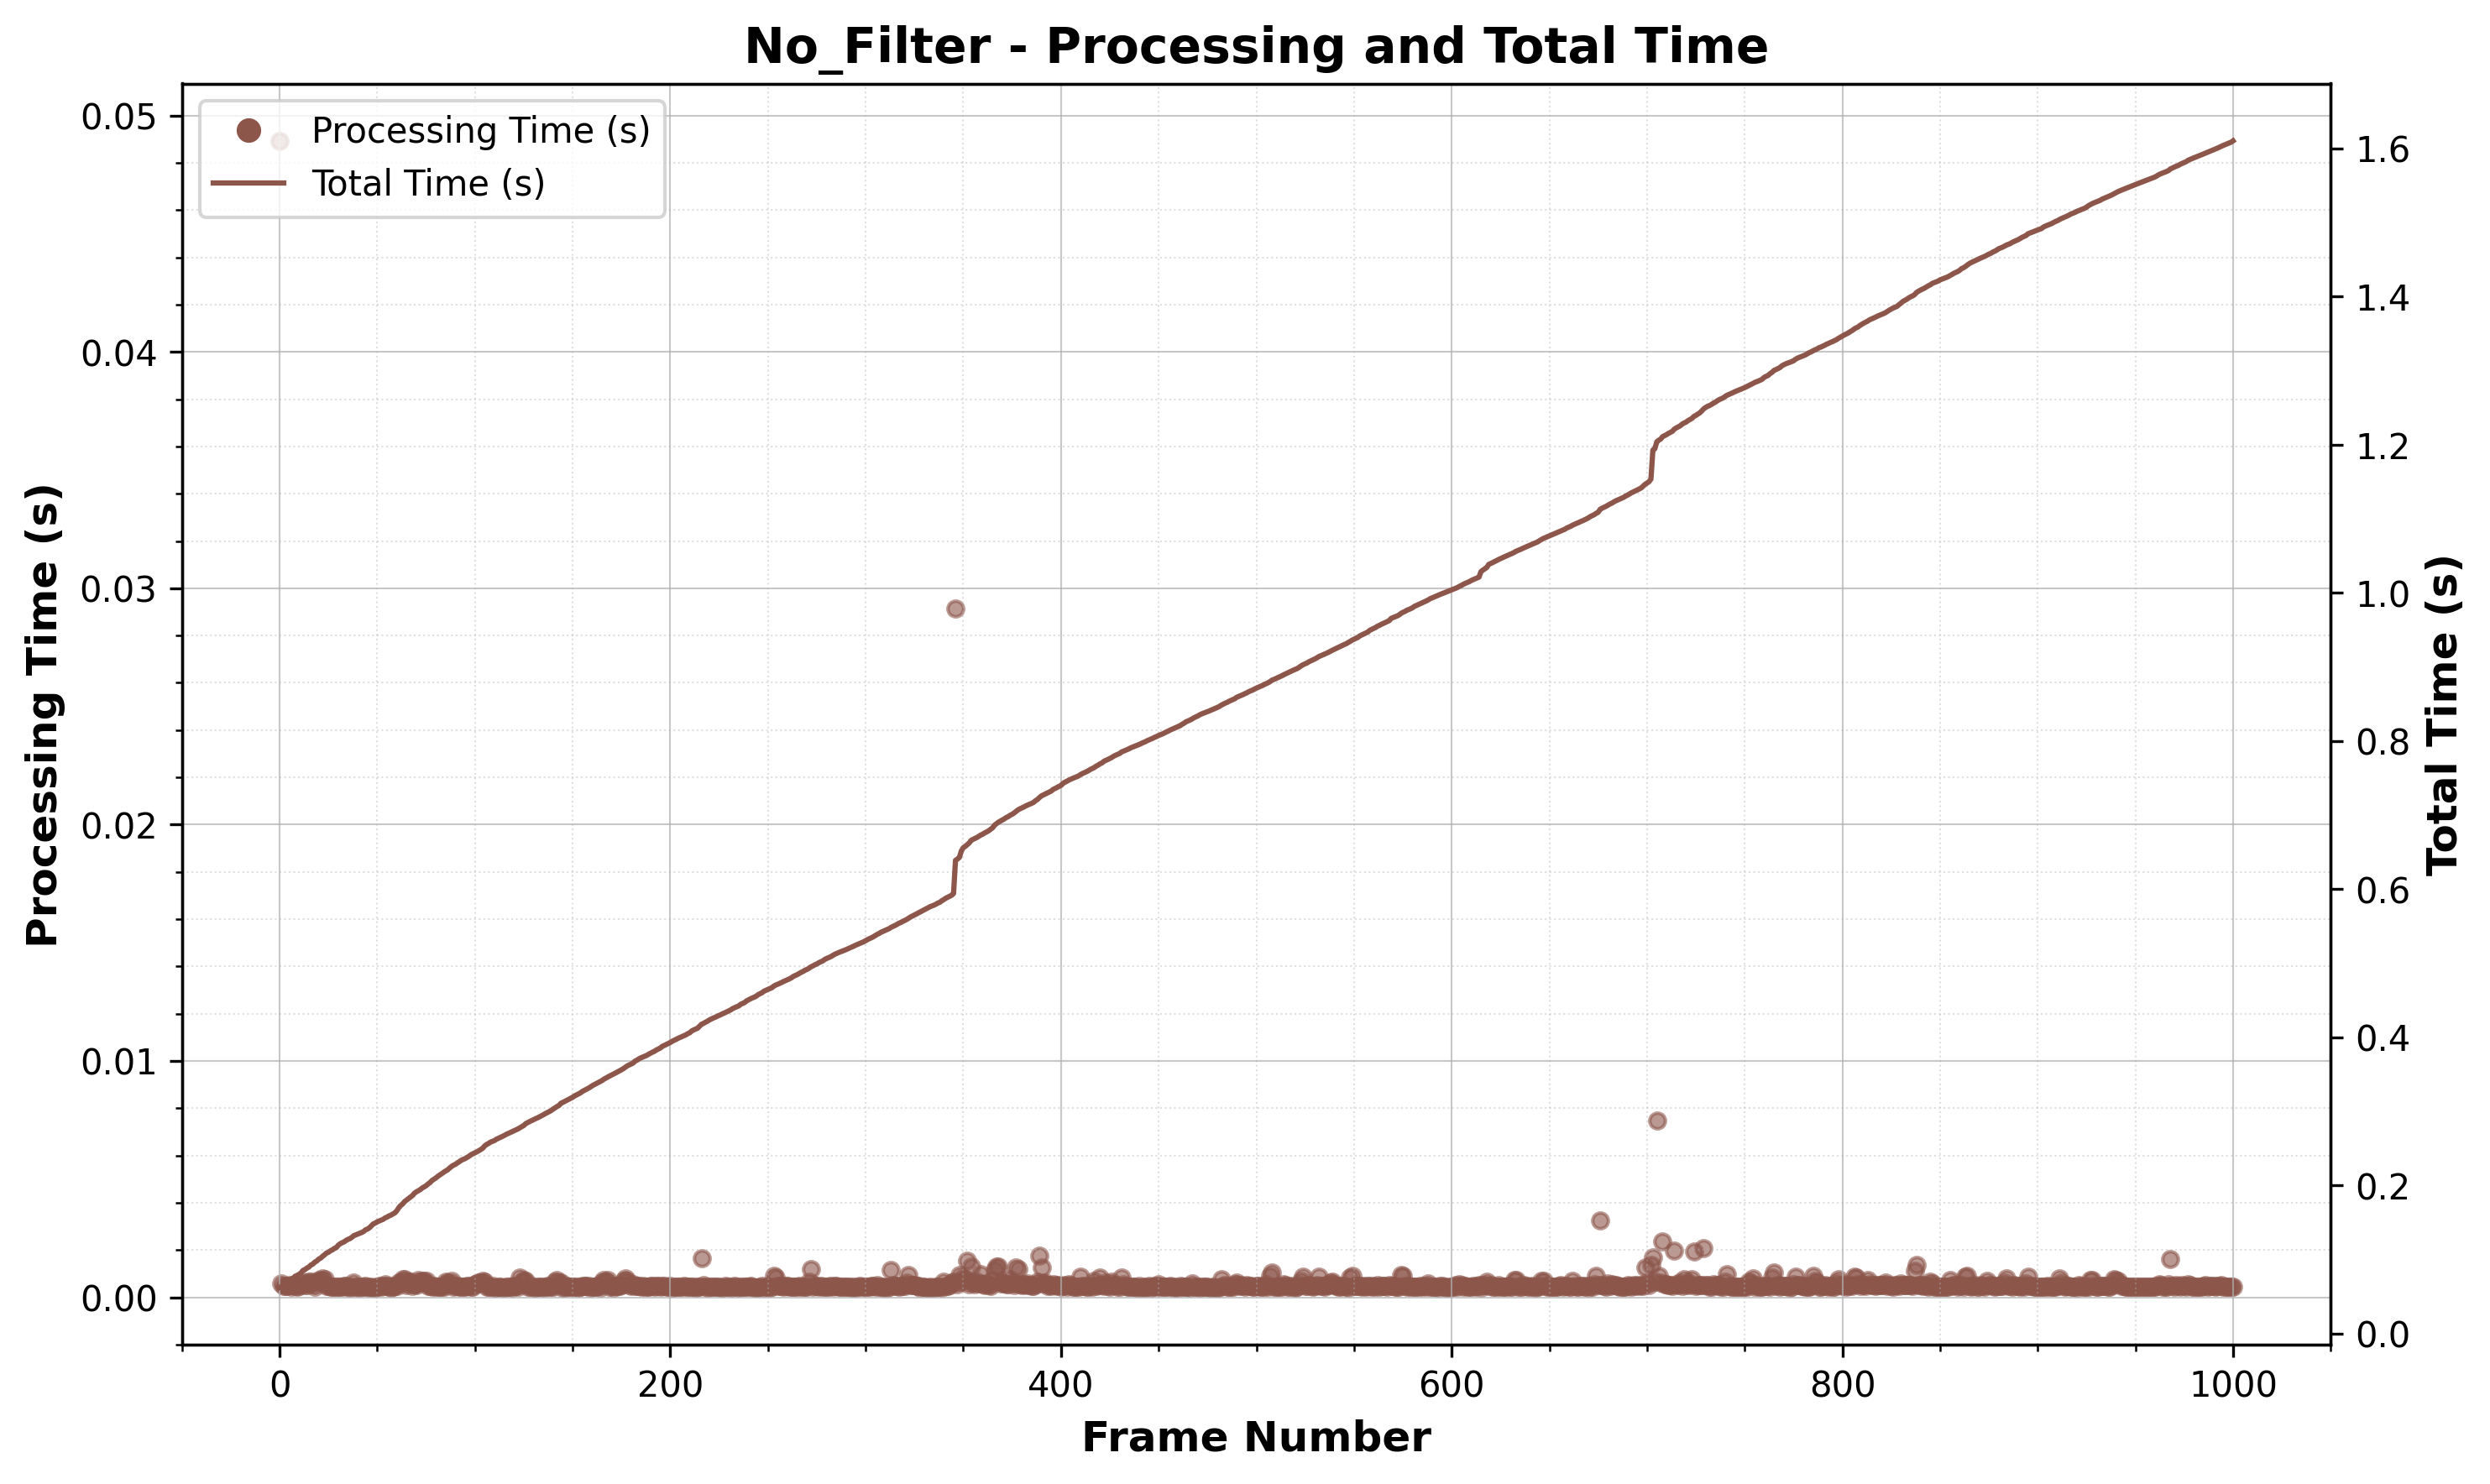 No_Filter - Processing and Total Time
Processing Time (s)
Total Time (s)
0.05
0.04
0.03
0.02
0.01
0.00
Processing Time (s)
1.6
1.4
1.2
1.0
0.8
0.6
0.4
0.2
0.0
Total Time (s)
0 200 400 600 800 1000
Frame Number